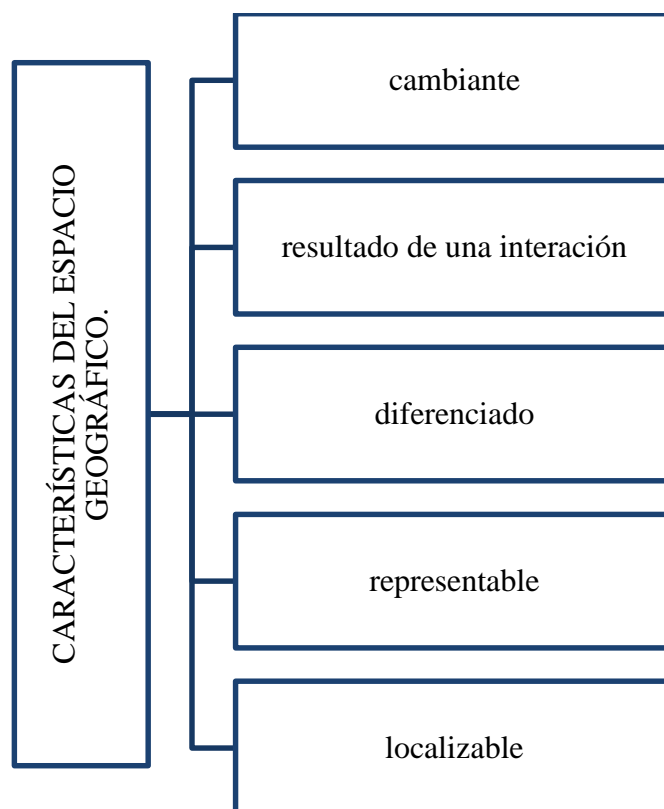 CARACTERÍSTICAS DEL ESPACIO
GEOGRÁFICO.
cambiante
resultado de una interación
diferenciado
representable
localizable